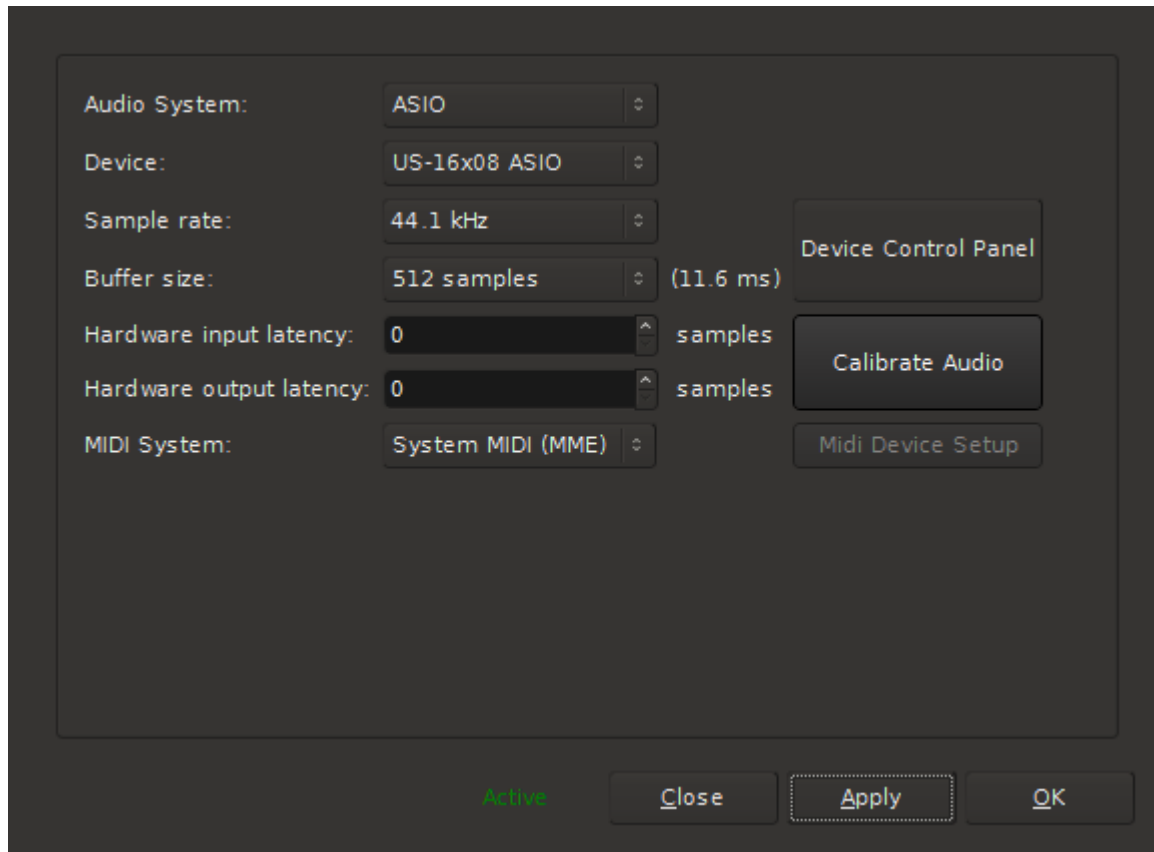 Audio System: ASIO
Device: US-16x08 ASIO
Sample rate: 44.1 kHz
Device Control Panel
Buffer size: 512 samples (11.6 ms)
Hardware input latency: 0 samples
Calibrate Audio
Hardware output latency: 0 samples
MIDI System: System MIDI (MME) Midi Device Setup
Active Close Apply OK